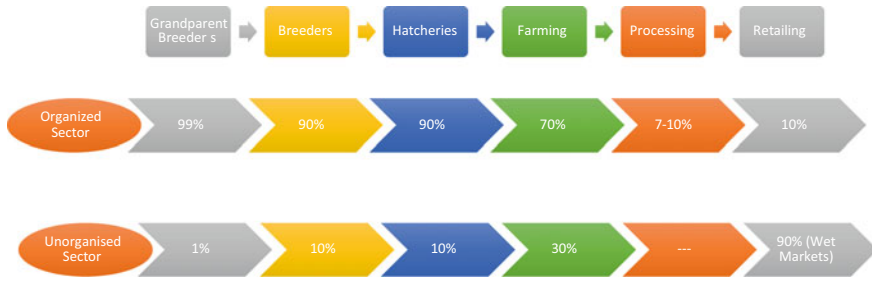 Grandparent
Breeder s
Breeders
Hatcheries
Farming
Processing
Retailing
Organized
Sector
99%
90%
90%
70%
7-10%
10%
Unorganised
Sector
1%
10%
10%
30%
---
90% (Wet
Markets)